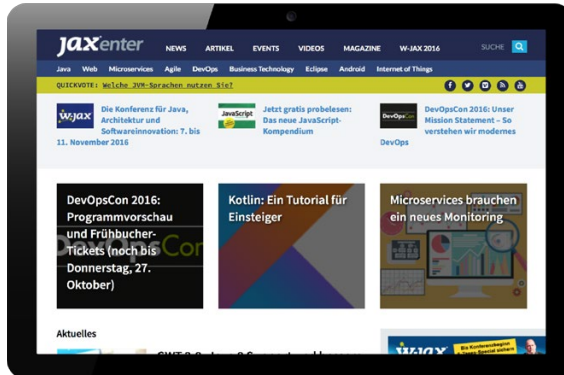 jaxenter NEWS ARTIKEL EVENTS VIDEOS MAGAZINE W-JAX 2016 SUCHE
Java Web Microservices Agile DevOps Business Technology Eclipse Android Internet of Things
QUICKVOTE: Welche JVM-Sprachen nutzen Sie?
W-JAX
Die Konferenz für Java,
Architektur und
Softwareinnovation: 7. bis
11. November 2016
JavaScript
Jetzt gratis probelesen:
Das neue JavaScript-
Kompendium
DevOpsCon
DevOpsCon 2016: Unser
Mission Statement – So
verstehen wir modernes
DevOps
DevOpsCon 2016:
Programmvorschau
und Frühbucher-
Tickets (noch bis
Donnerstag, 27.
Oktober)
Kotlin: Ein Tutorial für
Einsteiger
Microservices brauchen
ein neues Monitoring
Aktuelles
W-JAX